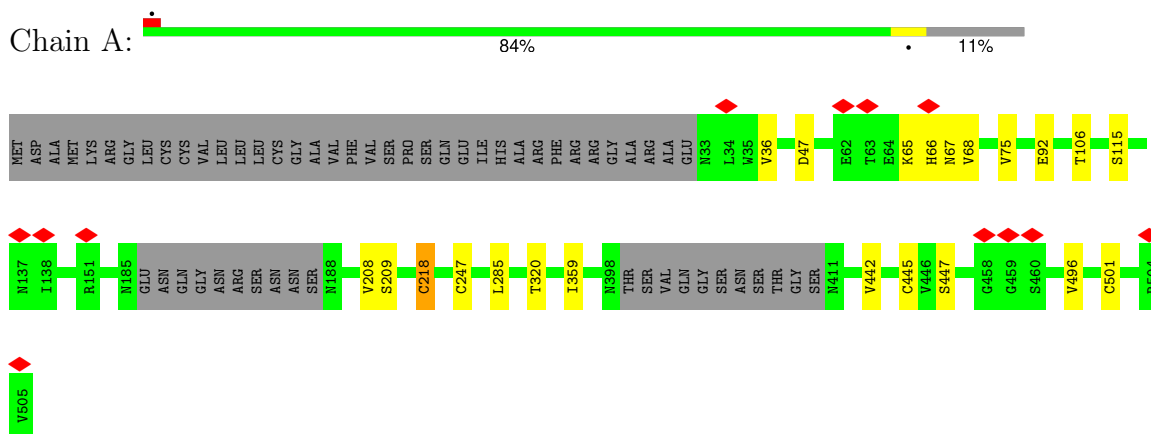 Chain A:
84% • 11%
MET ASP ALA MET LYS ARG GLY LEU CYS CYS VAL LEU LEU LEU CYS GLY ALA VAL PHE VAL SER PRO SER GLN GLU ILE HIS ALA ARG PHE ARG ARG GLY ALA ARG ALA GLU N33 L34 W35 V36 D47 E62 T63 E64 K65 H66 N67 V68 V75 E92 T106 S115
N137 I138 R151 N185 GLU ASN GLN GLY ASN ARG SER ASN ASN SER N188 V208 S209 C218 C247 L285 T320 I359 N398 THR SER VAL GLN GLY SER ASN SER THR GLY SER N411 V442 C445 V446 S447 G458 G459 S460 V496 C501
V505